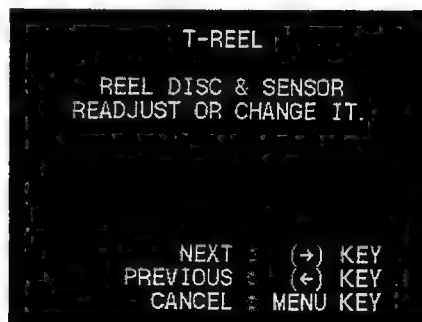 T-REEL
REEL DISC & SENSOR
READJUST OR CHANGE IT.
NEXT : (→) KEY
PREVIOUS : (←) KEY
CANCEL : MENU KEY